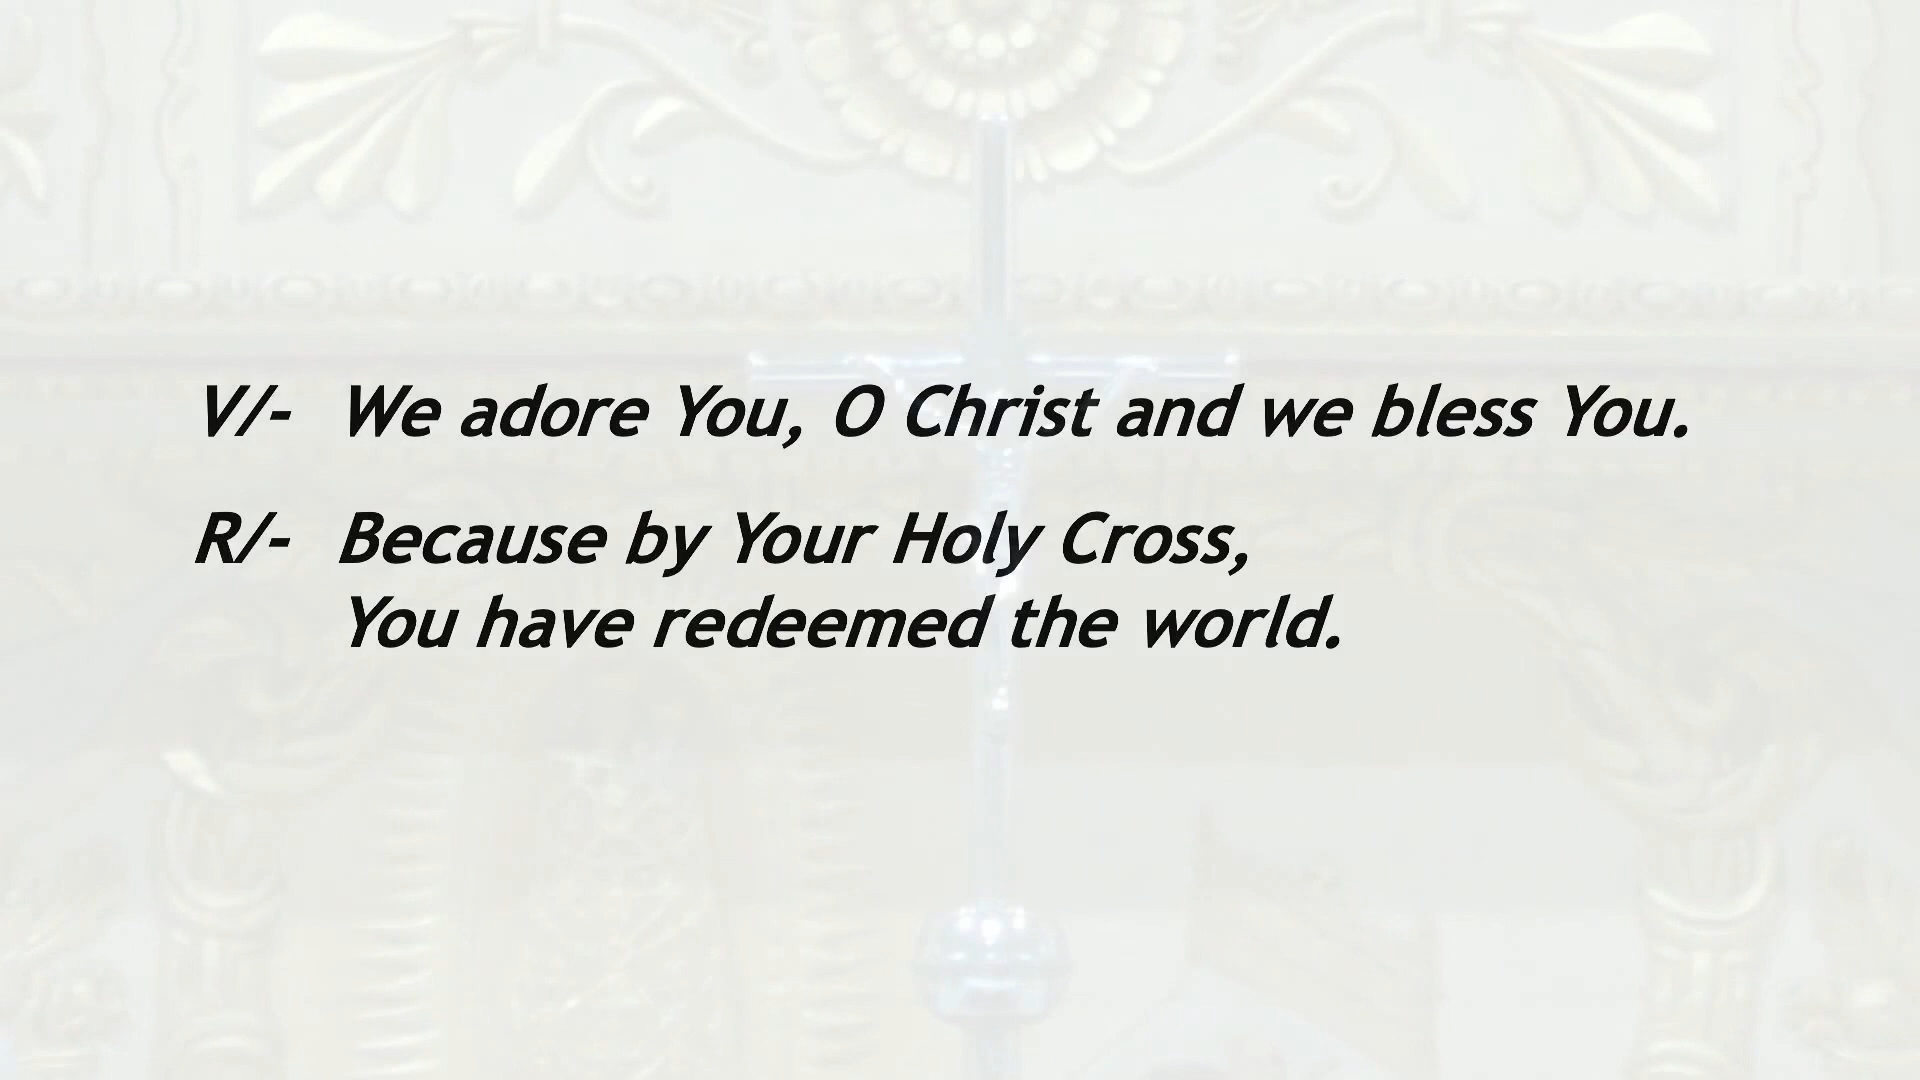 V/- We adore You, O Christ and we bless You.
R/- Because by Your Holy Cross,
You have redeemed the world.